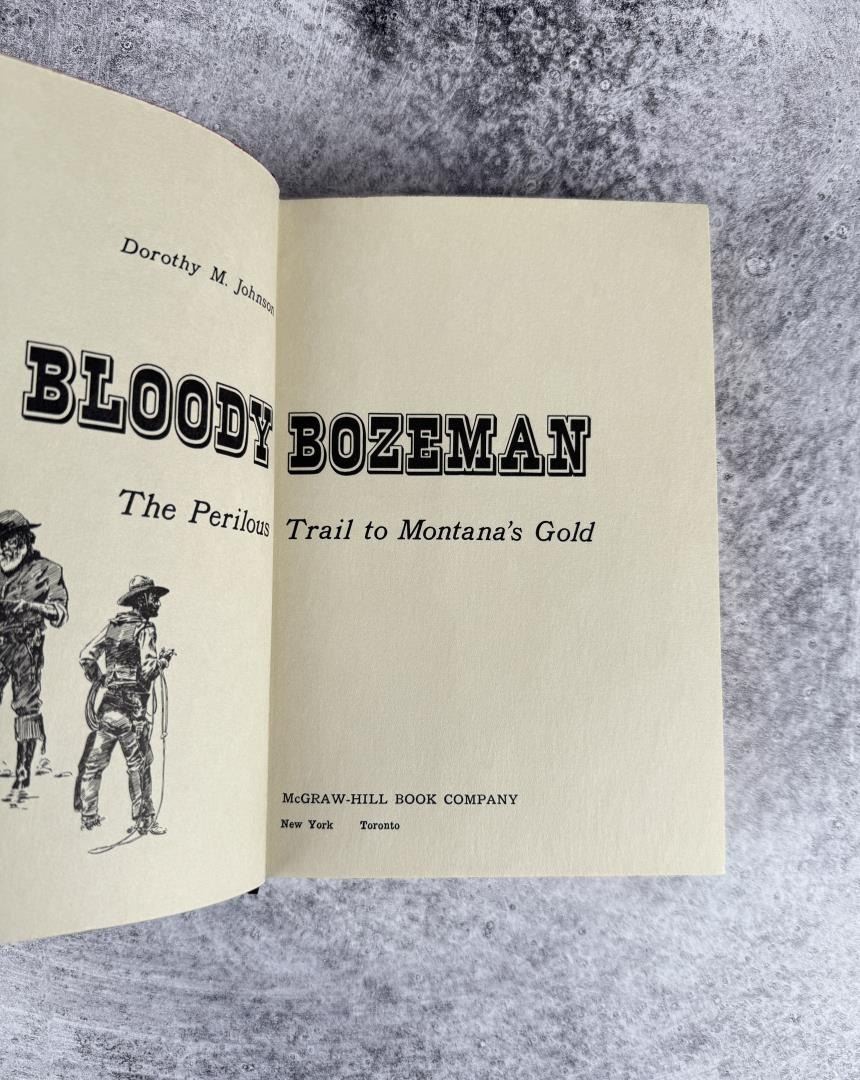 Dorothy M. Johnson
BLOODY BOZEMAN
The Perilous Trail to Montana's Gold
McGRAW-HILL BOOK COMPANY
New York Toronto